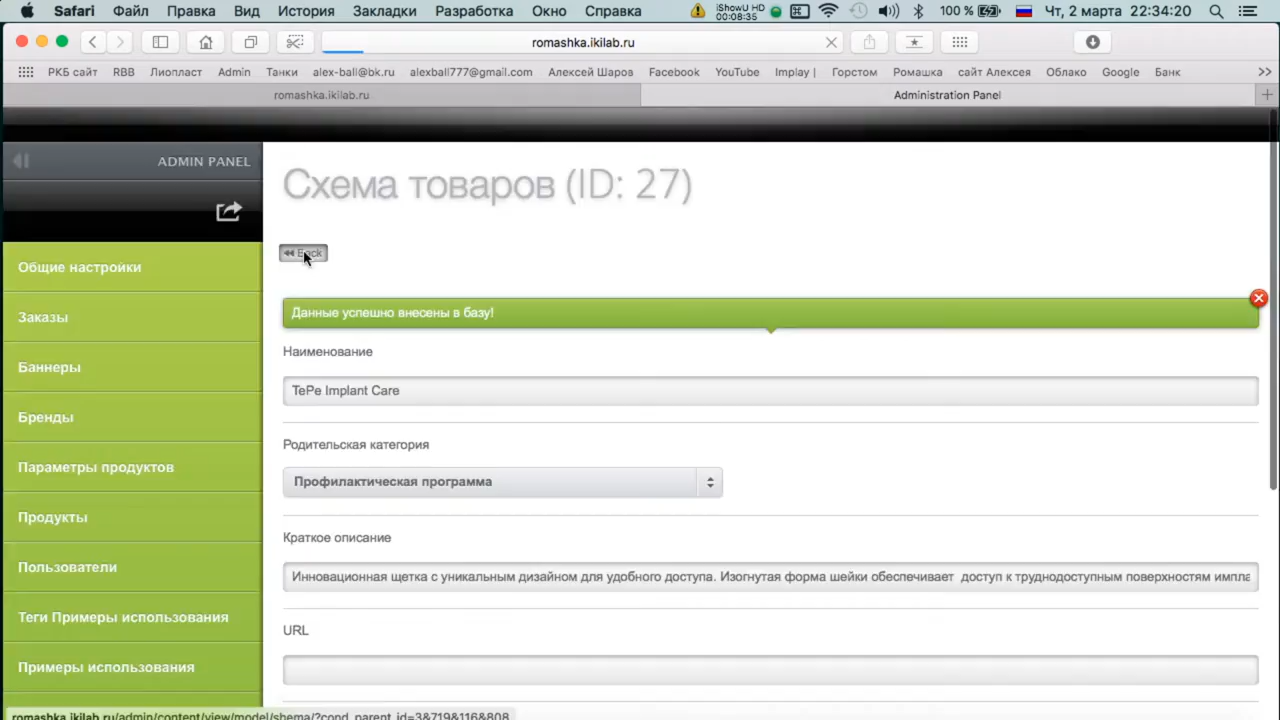 Safari Файл Правка Вид История Закладки Разработка Окно Справка iShowU HD 00:08:35 100 % Чт, 2 марта 22:34:20
romashka.ikilab.ru
РКБ сайт RBB Лиопласт Admin Танки alex-ball@bk.ru alexball777@gmail.com Алексей Шаров Facebook YouTube Implay | Горстом Ромашка сайт Алексея Облако Google Банк >>
romashka.ikilab.ru Administration Panel
ADMIN PANEL
Схема товаров (ID: 27)
Back
Общие настройки
Заказы
Баннеры
Бренды
Параметры продуктов
Продукты
Пользователи
Теги Примеры использования
Примеры использования
Данные успешно внесены в базу!
Наименование
TePe Implant Care
Родительская категория
Профилактическая программа
Краткое описание
Инновационная щетка с уникальным дизайном для удобного доступа. Изогнутая форма шейки обеспечивает доступ к труднодоступным поверхностям импла
URL
romashka.ikilab.ru/admin/content/view/model/shema/?cond_parent_id=3&719&116&808